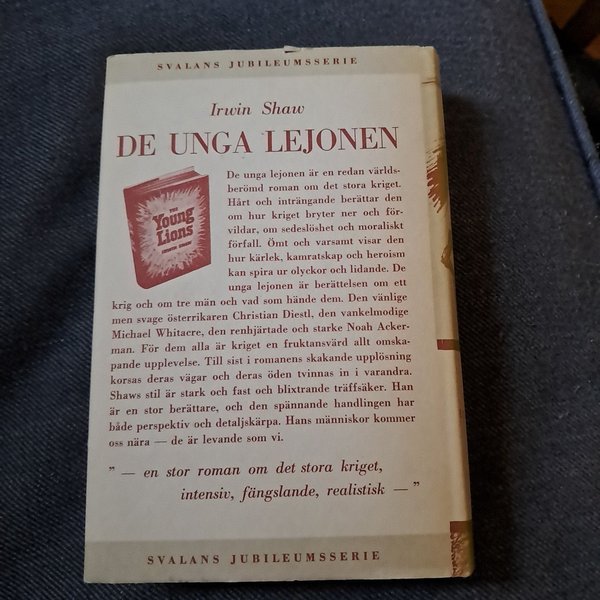 SVALANS JUBILEUMSSERIE
Irwin Shaw
DE UNGA LEJONEN
THE
Young
Lions
IRWIN SHAW
De unga lejonen är en redan världs-
berömd roman om det stora kriget.
Hårt och inträngande berättar den
om hur kriget bryter ner och för-
vildar, om sedeslöshet och moraliskt
förfall. Ömt och varsamt visar den
hur kärlek, kamratskap och heroism
kan spira ur olyckor och lidande. De
unga lejonen är berättelsen om ett
krig och om tre män och vad som hände dem. Den vänlige
men svage österrikaren Christian Diestl, den vankelmodige
Michael Whitacre, den renhjärtade och starke Noah Acker-
man. För dem alla är kriget en fruktansvärd allt omska-
pande upplevelse. Till sist i romanens skakande upplösning
korsas deras vägar och deras öden tvinnas in i varandra.
Shaws stil är stark och fast och blixtrande träffsäker. Han
är en stor berättare, och den spännande handlingen har
både perspektiv och detaljskärpa. Hans människor kommer
oss nära — de är levande som vi.
” — en stor roman om det stora kriget,
intensiv, fängslande, realistisk — ”
SVALANS JUBILEUMSSERIE